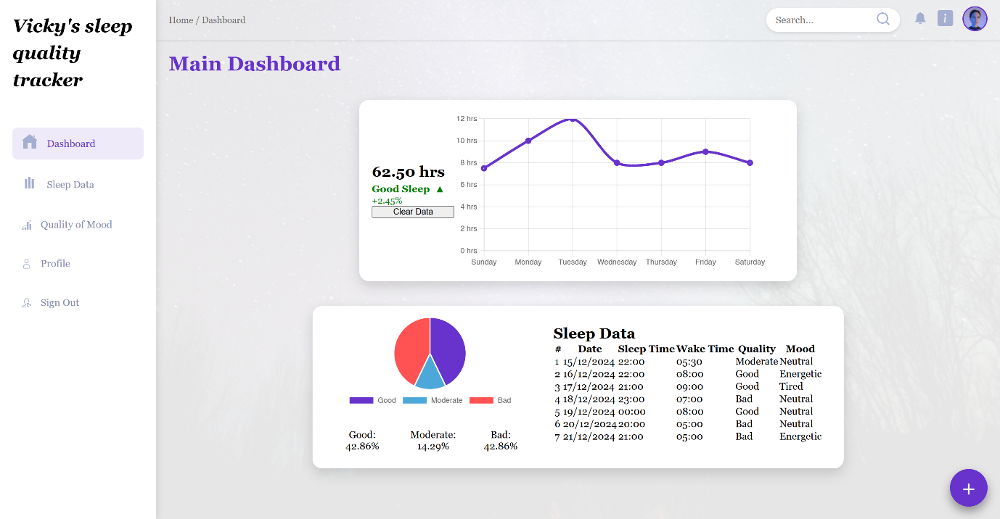 Vicky's sleep
quality
tracker
Dashboard
Sleep Data
Quality of Mood
Profile
Sign Out
Home / Dashboard
Search...
i
Main Dashboard
62.50 hrs
Good Sleep ▲
+2.45%
Clear Data
12 hrs
10 hrs
8 hrs
6 hrs
4 hrs
2 hrs
0 hrs
Sunday Monday Tuesday Wednesday Thursday Friday Saturday
Good Moderate Bad
Good: Moderate: Bad:
42.86% 14.29% 42.86%
Sleep Data
# Date Sleep Time Wake Time Quality Mood
1 15/12/2024 22:00 05:30 Moderate Neutral
2 16/12/2024 22:00 08:00 Good Energetic
3 17/12/2024 21:00 09:00 Good Tired
4 18/12/2024 23:00 07:00 Bad Neutral
5 19/12/2024 00:00 08:00 Good Neutral
6 20/12/2024 20:00 05:00 Bad Neutral
7 21/12/2024 21:00 05:00 Bad Energetic
+